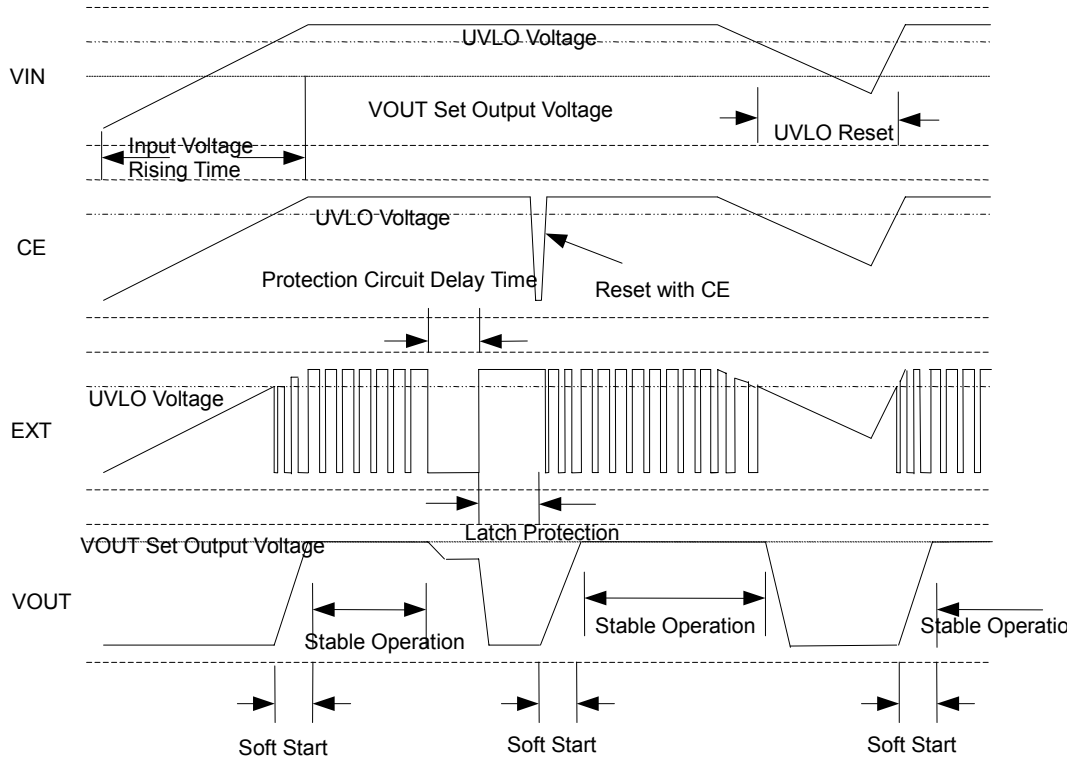 UVLO Voltage
VIN
VOUT Set Output Voltage
UVLO Reset
Input Voltage
Rising Time
UVLO Voltage
CE
Protection Circuit Delay Time
Reset with CE
UVLO Voltage
EXT
Latch Protection
VOUT Set Output Voltage
VOUT
Stable Operation
Stable Operation
Stable Operatio
Soft Start
Soft Start
Soft Start